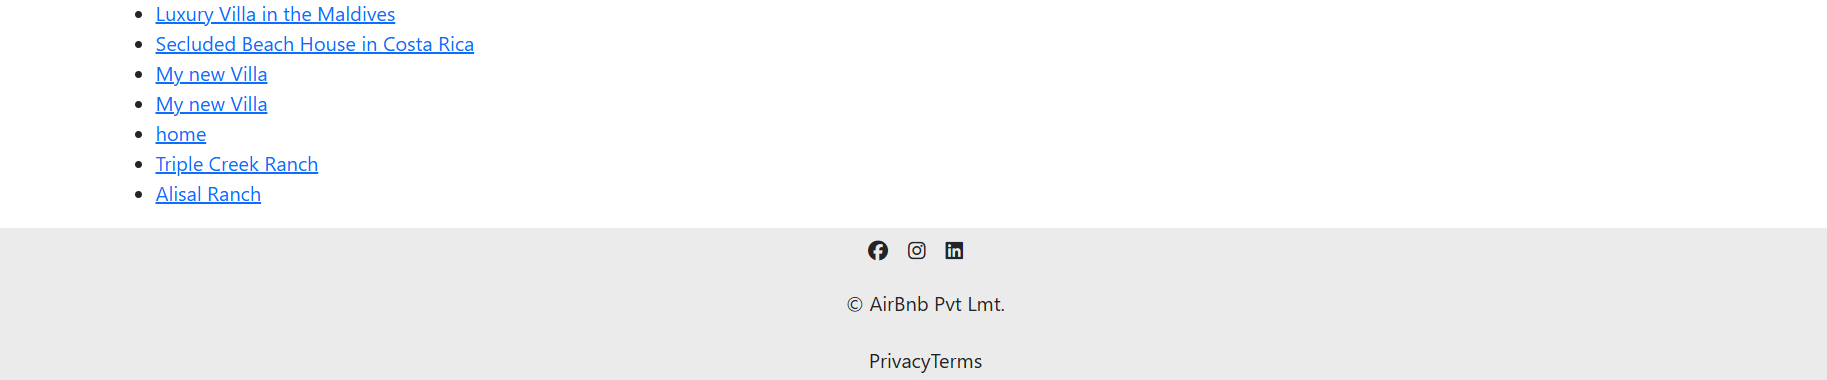 Luxury Villa in the Maldives
Secluded Beach House in Costa Rica
My new Villa
My new Villa
home
Triple Creek Ranch
Alisal Ranch
© AirBnb Pvt Lmt.
PrivacyTerms